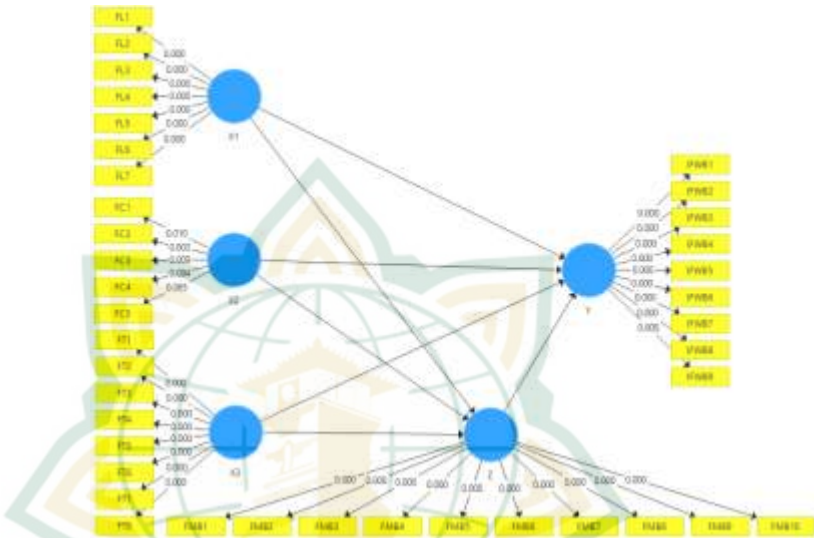 FL1
FL2
FL3
FL4
FL5
FL6
FL7
0.000
0.000
0.000
0.000
0.000
0.000
0.000
X1
FC1
FC2
FC3
FC4
FC5
0.010
0.000
0.000
X2
FT1
FT2
FT3
FT4
FT5
FT6
FT7
FT8
0.000
0.000
0.000
0.000
0.000
0.000
0.000
0.000
X3
IFWB1
IFWB2
IFWB3
IFWB4
IFWB5
IFWB6
IFWB7
IFWB8
IFWB9
0.000
0.000
0.000
0.000
0.000
0.000
0.000
0.000
Y
Z
0.000
0.000
0.000
0.000
0.000
0.000
0.000
FMB1
FMB2
FMB3
FMB4
FMB5
FMB6
FMB7
FMB8
FMB9
FMB10